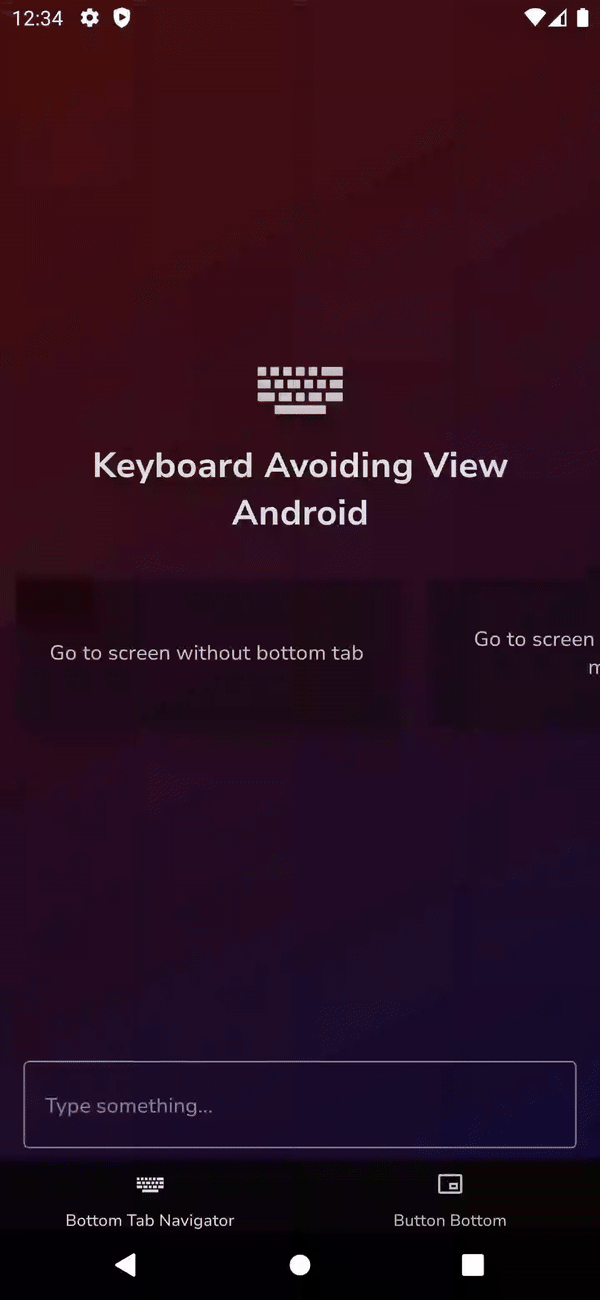 12:34
Keyboard Avoiding View
Android
Go to screen without bottom tab
Go to screen
Type something...
Bottom Tab Navigator
Button Bottom